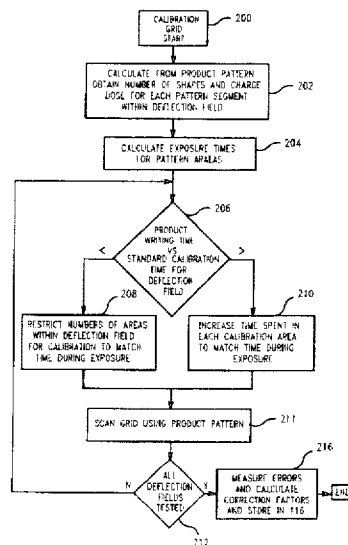 CALIBRATION
GRID
START
200
CALCULATE FROM PRODUCT PATTERN
OBTAIN NUMBER OF SHAPES AND CHARGE
DOSE FOR EACH PATTERN SEGMENT
WITHIN DEFLECTION FIELD
202
CALCULATE EXPOSURE TIMES
FOR PATTERN ARAEAS
204
206
PRODUCT
WRITING TIME
VS
STANDARD CALIBRATION
TIME FOR
DEFLECTION
FIELD
<
>
208
210
RESTRICT NUMBERS OF AREAS
WITHIN DEFLECTION FIELD
FOR CALIBRATION TO MATCH
TIME DURING EXPOSURE
INCREASE TIME SPENT IN
EACH CALIBRATION AREA
TO MATCH TIME DURING
EXPOSURE
SCAN GRID USING PRODUCT PATTERN
211
216
N
ALL
DEFLECTION
FIELDS
TESTED
Y
MEASURE ERRORS
AND CALCULATE
CORRECTION FACTORS
AND STORE IN 116
END
212